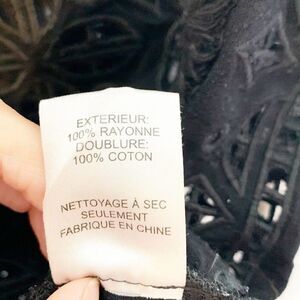 EXTERIEUR:
100% RAYONNE
DOUBLURE:
100% COTON
NETTOYAGE À SEC
SEULEMENT
FABRIQUE EN CHINE